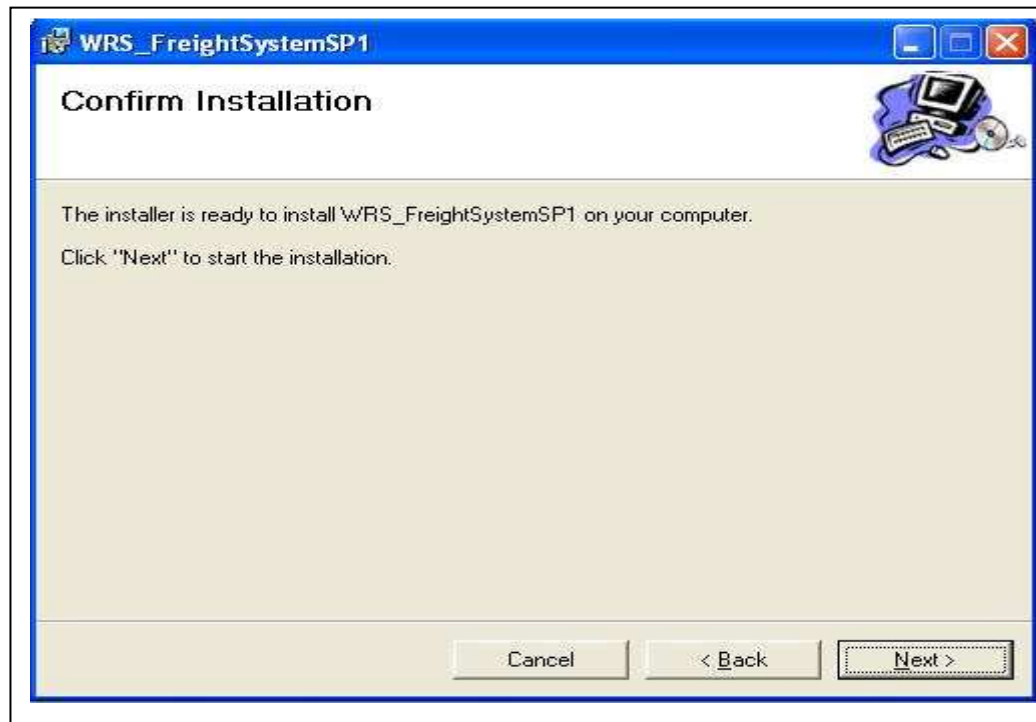 WRS_FreightSystemSP1
Confirm Installation
The installer is ready to install WRS_FreightSystemSP1 on your computer.
Click "Next" to start the installation.
Cancel
< Back
Next >